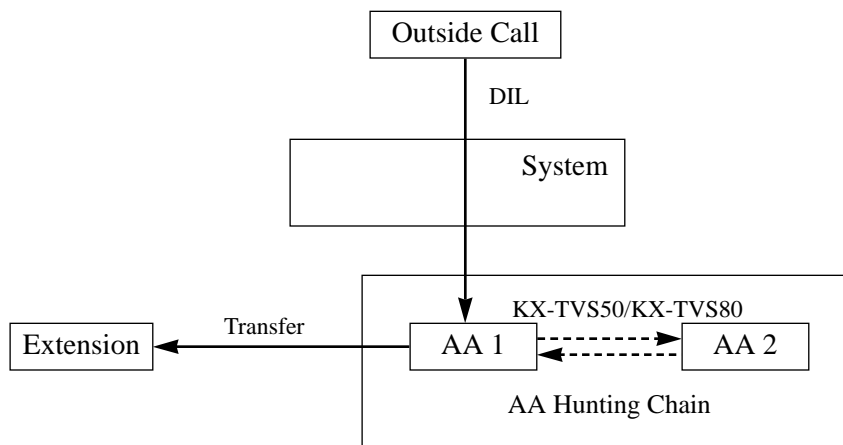 Outside Call
DIL
System
KX-TVS50/KX-TVS80
Transfer
Extension
AA 1
AA 2
AA Hunting Chain